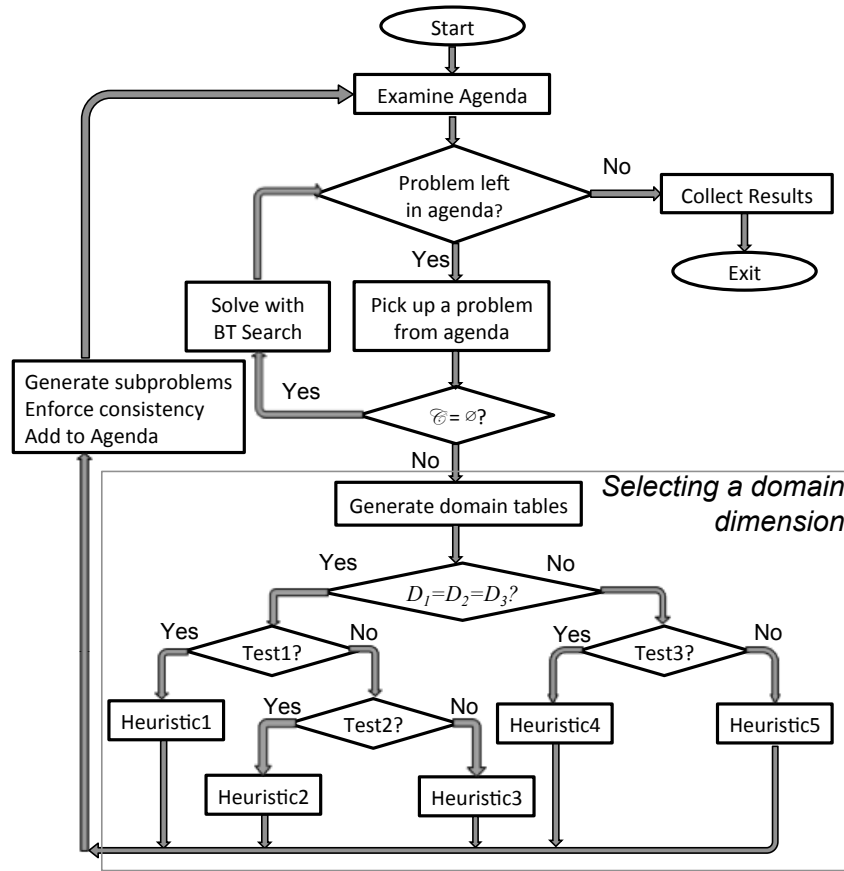 Start
Examine Agenda
Problem left
in agenda?
No
Collect Results
Exit
Yes
Solve with
BT Search
Pick up a problem
from agenda
Generate subproblems
Enforce consistency
Add to Agenda
Yes
𝒞= ∅?
No
Selecting a domain
dimension
Generate domain tables
Yes
No
D₁=D₂=D₃?
Yes
No
Yes
No
Test1?
Test3?
Heuristic1
Yes
No
Heuristic4
Heuristic5
Test2?
Heuristic2
Heuristic3